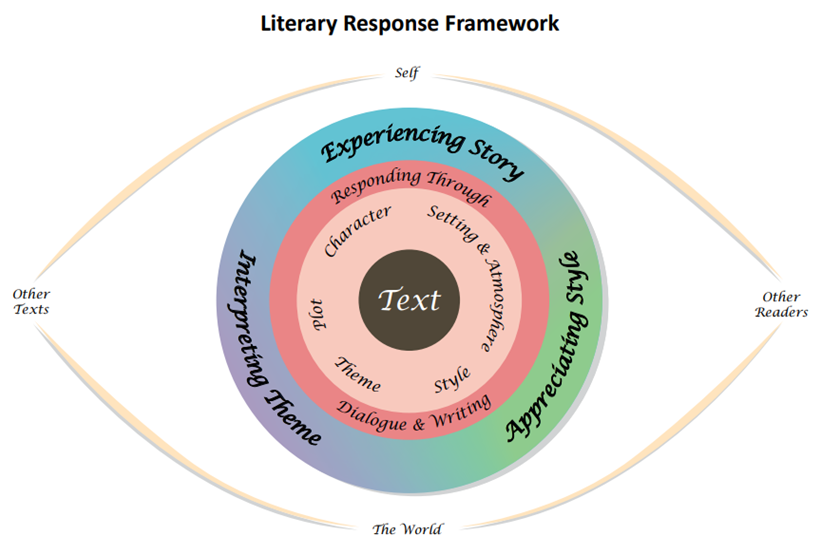 Literary Response Framework
Self
Experiencing Story
Responding Through
Character
Setting & Atmosphere
Other
Texts
Interpreting Theme
Plot
Text
Appreciating Style
Other
Readers
Theme
Style
Dialogue & Writing
The World